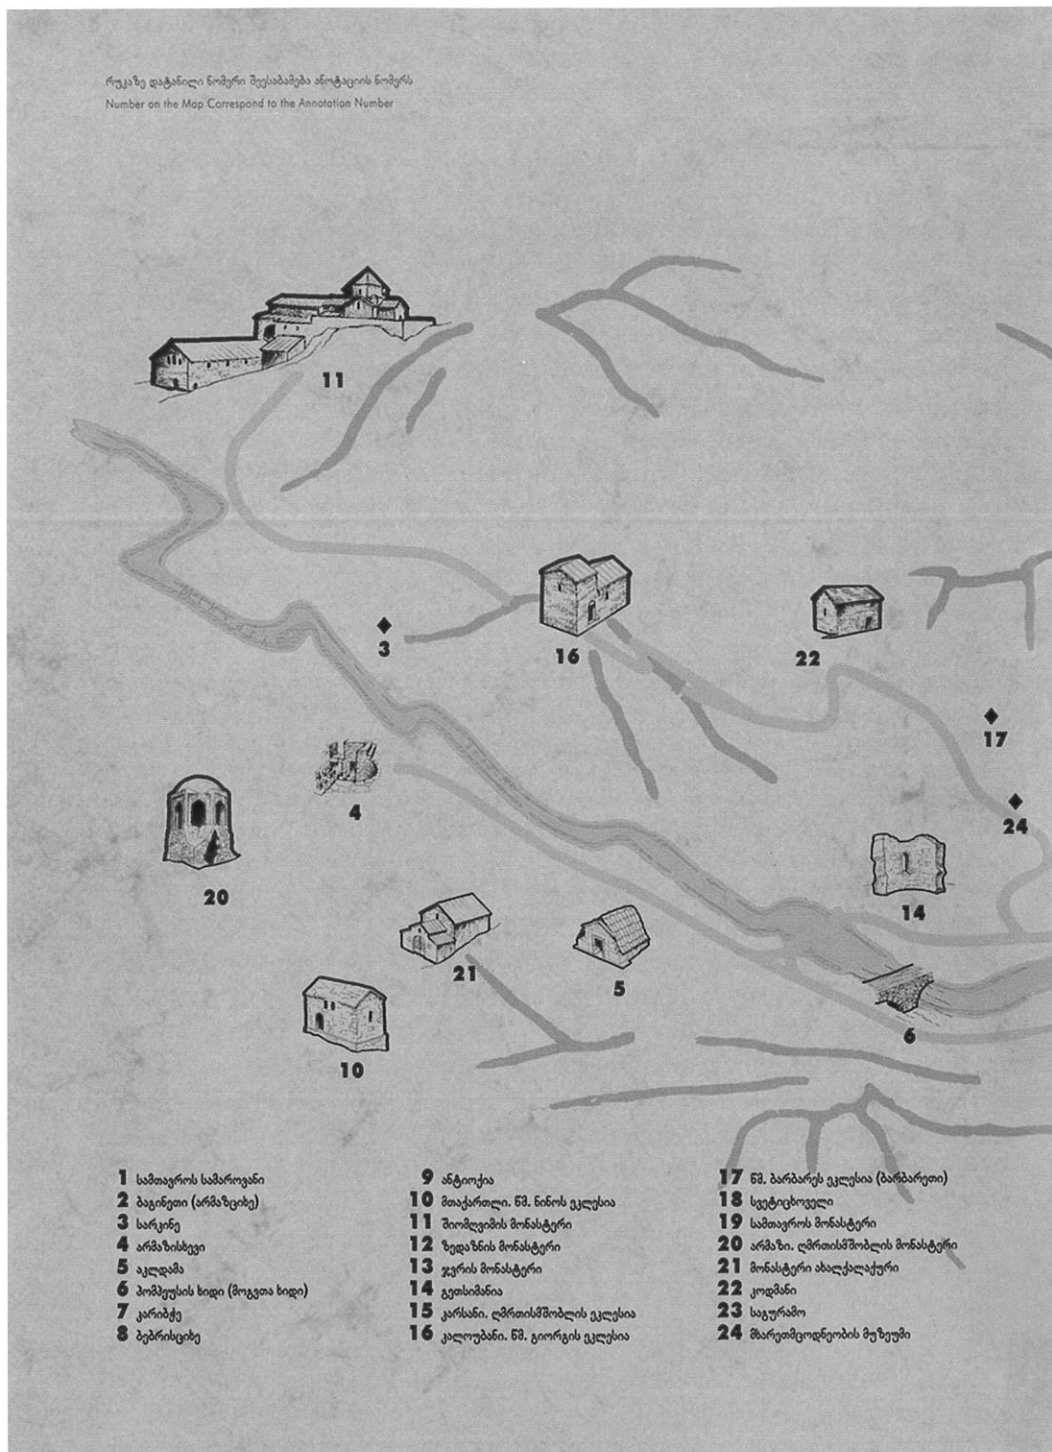 რუკაზე დატანილი ნომერი შეესაბამება ანოტაციის ნომერს
Number on the Map Correspond to the Annotation Number
11
3
16
22
17
4
24
20
14
21
5
6
10
1 სამთავროს სამაროვანი
2 ბაგინეთი (არმაზციხე)
3 სარკინე
4 არმაზისხევი
5 აკლდამა
6 პომპეუსის ხიდი (მოგვთა ხიდი)
7 კარიბჭე
8 ბებრისციხე
9 ანტიოქია
10 მთაქართლი. წმ. ნინოს ეკლესია
11 შიომღვიმის მონასტერი
12 ზედაზნის მონასტერი
13 ჯვრის მონასტერი
14 გეთსიმანია
15 კარსანი. ღმრთისმშობლის ეკლესია
16 კალოუბანი. წმ. გიორგის ეკლესია
17 წმ. ბარბარეს ეკლესია (ბარბარეთი)
18 სვეტიცხოველი
19 სამთავროს მონასტერი
20 არმაზი. ღმრთისმშობლის მონასტერი
21 მონასტერი ახალქალაქური
22 კოდმანი
23 საგურამო
24 მხარეთმცოდნეობის მუზეუმი